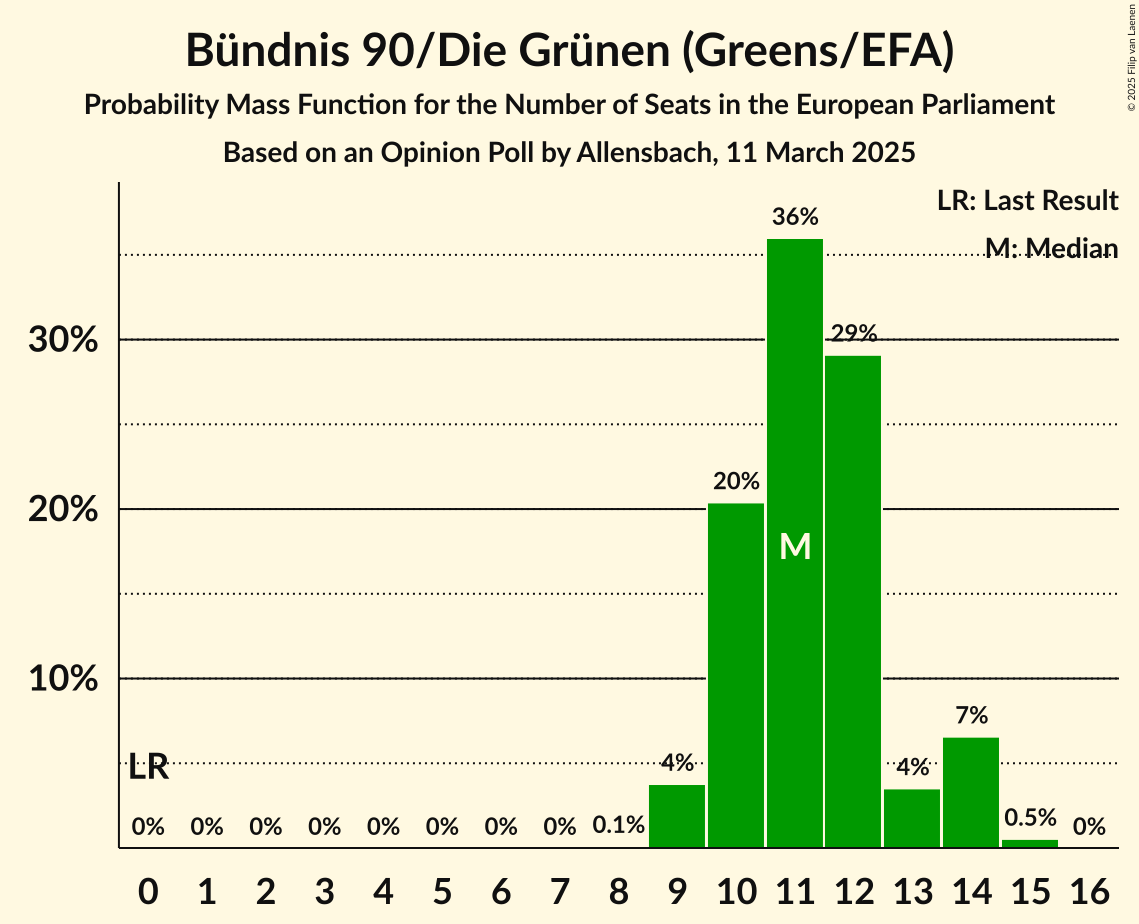 Bündnis 90/Die Grünen (Greens/EFA)
Probability Mass Function for the Number of Seats in the European Parliament
Based on an Opinion Poll by Allensbach, 11 March 2025
© 2025 Filip van Laenen
LR: Last Result
M: Median
36%
30%
29%
20%
20%
M
10%
7%
LR
4%
4%
0% 0% 0% 0% 0% 0% 0% 0% 0.1% 0.5% 0%
0 1 2 3 4 5 6 7 8 9 10 11 12 13 14 15 16